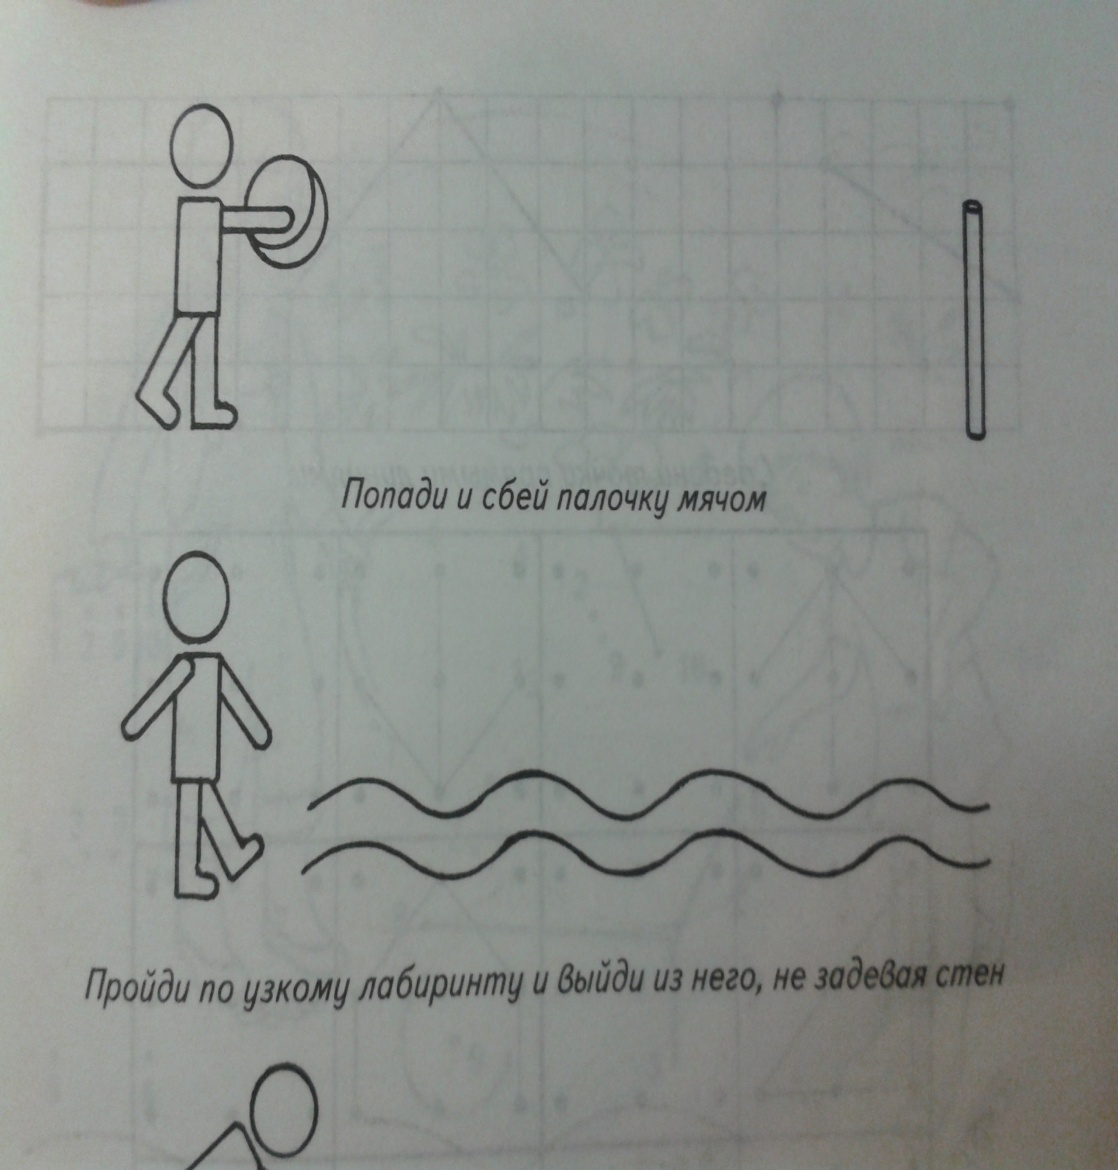 Попади и сбей палочку мячом
Пройди по узкому лабиринту и выйди из него, не задевая стен